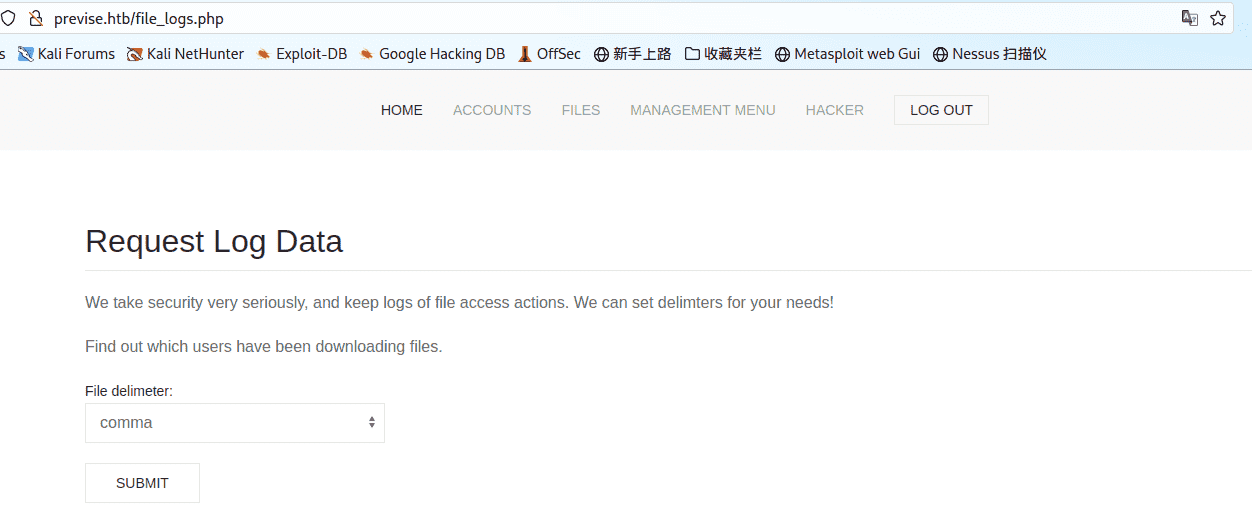 previse.htb/file_logs.php
s Kali Forums Kali NetHunter Exploit-DB Google Hacking DB OffSec 新手上路 收藏夹栏 Metasploit web Gui Nessus 扫描仪
HOME ACCOUNTS FILES MANAGEMENT MENU HACKER LOG OUT
Request Log Data
We take security very seriously, and keep logs of file access actions. We can set delimters for your needs!
Find out which users have been downloading files.
File delimeter:
comma
SUBMIT